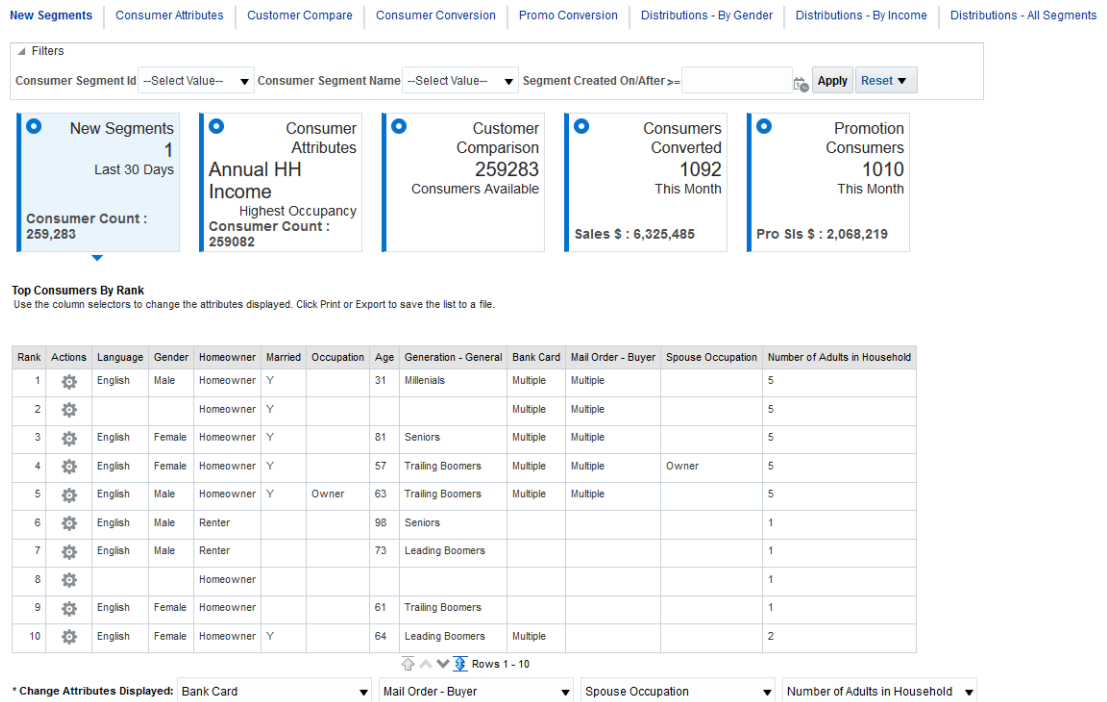 New Segments Consumer Attributes Customer Compare Consumer Conversion Promo Conversion Distributions - By Gender Distributions - By Income Distributions - All Segments
Filters
Consumer Segment Id --Select Value-- Consumer Segment Name --Select Value-- Segment Created On/After >= Apply Reset
New Segments
1
Last 30 Days
Consumer Count :
259,283
Consumer
Attributes
Annual HH
Income
Highest Occupancy
Consumer Count :
259082
Customer
Comparison
259283
Consumers Available
Consumers
Converted
1092
This Month
Sales $ : 6,325,485
Promotion
Consumers
1010
This Month
Pro Sls $ : 2,068,219
Top Consumers By Rank
Use the column selectors to change the attributes displayed. Click Print or Export to save the list to a file.
Rank Actions Language Gender Homeowner Married Occupation Age Generation - General Bank Card Mail Order - Buyer Spouse Occupation Number of Adults in Household
1 English Male Homeowner Y 31 Millenials Multiple Multiple 5
2 Homeowner Y Multiple Multiple 5
3 English Female Homeowner Y 81 Seniors Multiple Multiple 5
4 English Female Homeowner Y 57 Trailing Boomers Multiple Multiple Owner 5
5 English Male Homeowner Y Owner 63 Trailing Boomers Multiple Multiple 5
6 English Male Renter 98 Seniors 1
7 English Male Renter 73 Leading Boomers 1
8 Homeowner 1
9 English Female Homeowner 61 Trailing Boomers 1
10 English Female Homeowner Y 64 Leading Boomers Multiple 2
Rows 1 - 10
* Change Attributes Displayed: Bank Card Mail Order - Buyer Spouse Occupation Number of Adults in Household